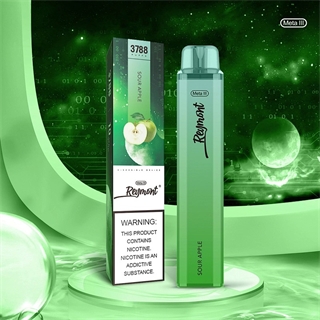 Meta III
3788
SOUR APPLE
Reymont
WARNING:
THIS PRODUCT
CONTAINS
NICOTINE.
NICOTINE IS AN
ADDICTIVE
SUBSTANCE.
Meta III
Reymont
SOUR APPLE